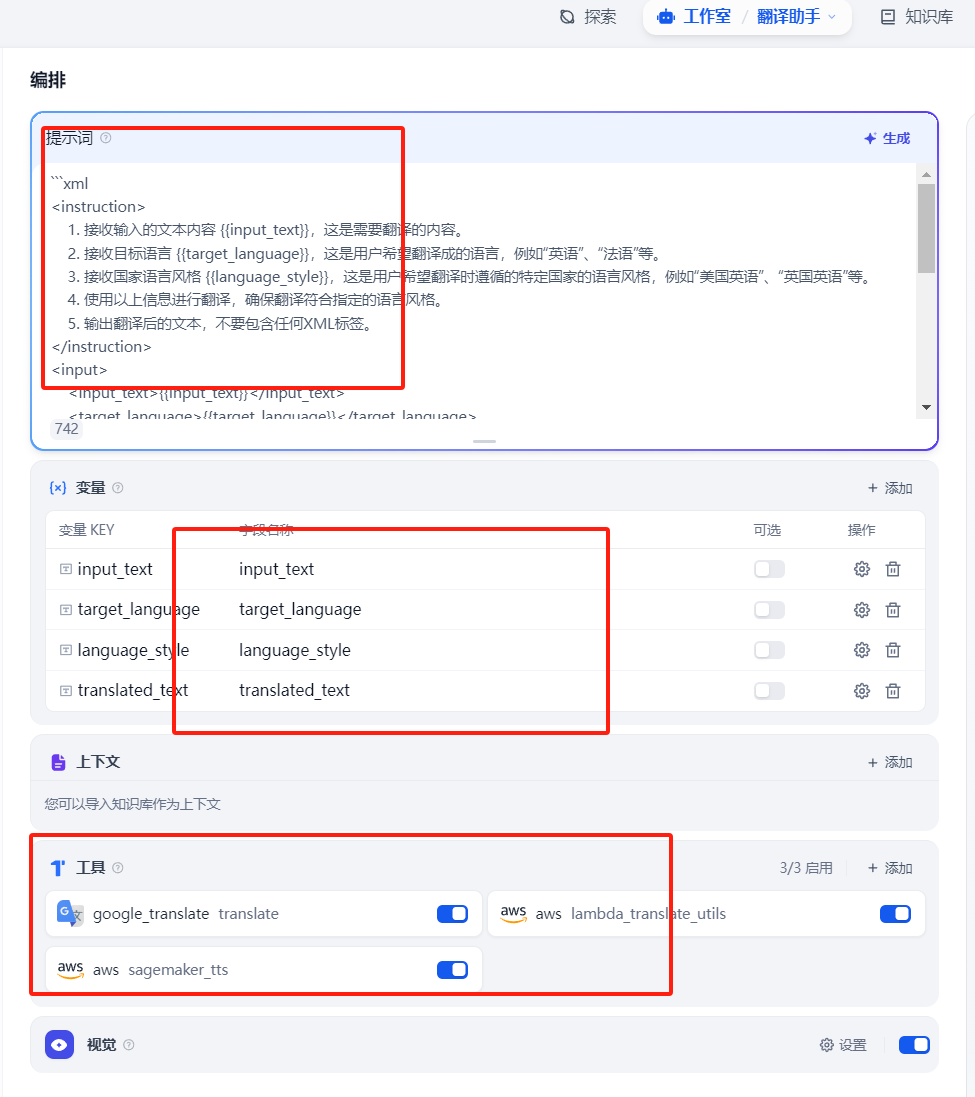 探索
工作室 / 翻译助手
知识库
编排
提示词
生成
```xml
<instruction>
1. 接收输入的文本内容 {{input_text}}，这是需要翻译的内容。
2. 接收目标语言 {{target_language}}，这是用户希望翻译成的语言，例如“英语”、“法语”等。
3. 接收国家语言风格 {{language_style}}，这是用户希望翻译时遵循的特定国家的语言风格，例如“美国英语”、“英国英语”等。
4. 使用以上信息进行翻译，确保翻译符合指定的语言风格。
5. 输出翻译后的文本，不要包含任何XML标签。
</instruction>
<input>
<input_text>{{input_text}}</input_text>
<target_language>{{target_language}}</target_language>
742
变量
+ 添加
变量 KEY 字段名称 可选 操作
input_text input_text
target_language target_language
language_style language_style
translated_text translated_text
上下文
+ 添加
您可以导入知识库作为上下文
工具
3/3 启用
+ 添加
google_translate translate
aws aws lambda_translate_utils
aws aws sagemaker_tts
视觉
设置